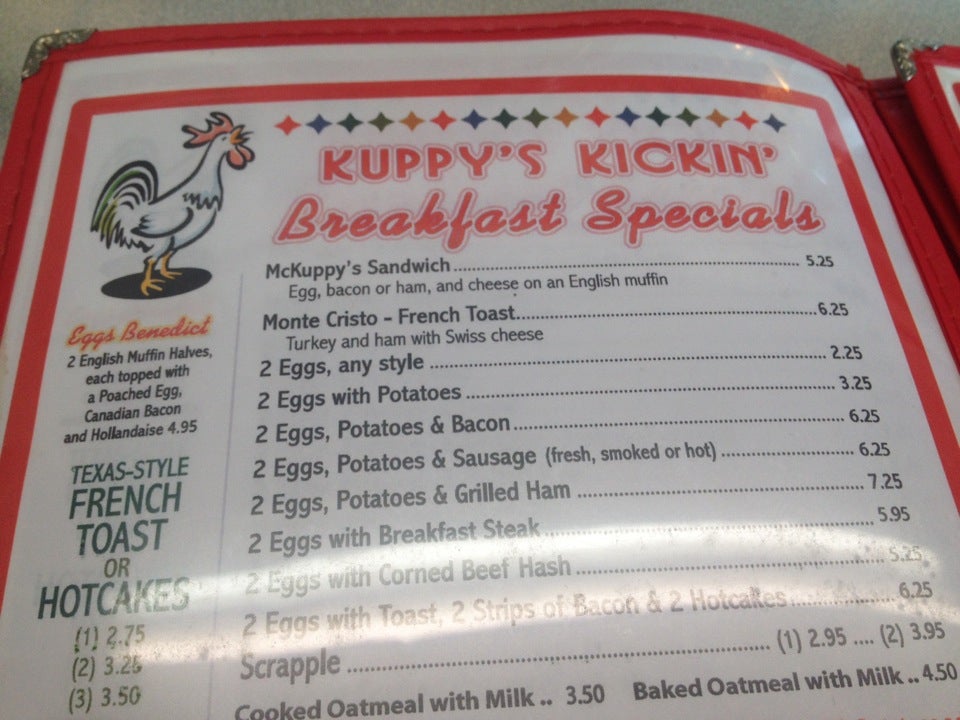 KUPPY'S KICKIN'
Breakfast Specials
McKuppy's Sandwich ........ 5.25
Egg, bacon or ham, and cheese on an English muffin
Monte Cristo - French Toast........ 6.25
Turkey and ham with Swiss cheese
2 Eggs, any style ........ 2.25
2 Eggs with Potatoes ........ 3.25
2 Eggs, Potatoes & Bacon ........ 6.25
2 Eggs, Potatoes & Sausage (fresh, smoked or hot) ........ 6.25
2 Eggs, Potatoes & Grilled Ham ........ 7.25
2 Eggs with Breakfast Steak ........ 5.95
2 Eggs with Corned Beef Hash ........ 5.25
2 Eggs with Toast, 2 Strips of Bacon & 2 Hotcakes ........ 6.25
Scrapple ........ (1) 2.95 .... (2) 3.95
Cooked Oatmeal with Milk .. 3.50 Baked Oatmeal with Milk .. 4.50
Eggs Benedict
2 English Muffin Halves,
each topped with
a Poached Egg,
Canadian Bacon
and Hollandaise 4.95
TEXAS-STYLE
FRENCH
TOAST
OR
HOTCAKES
(1) 2.75
(2) 3.25
(3) 3.50